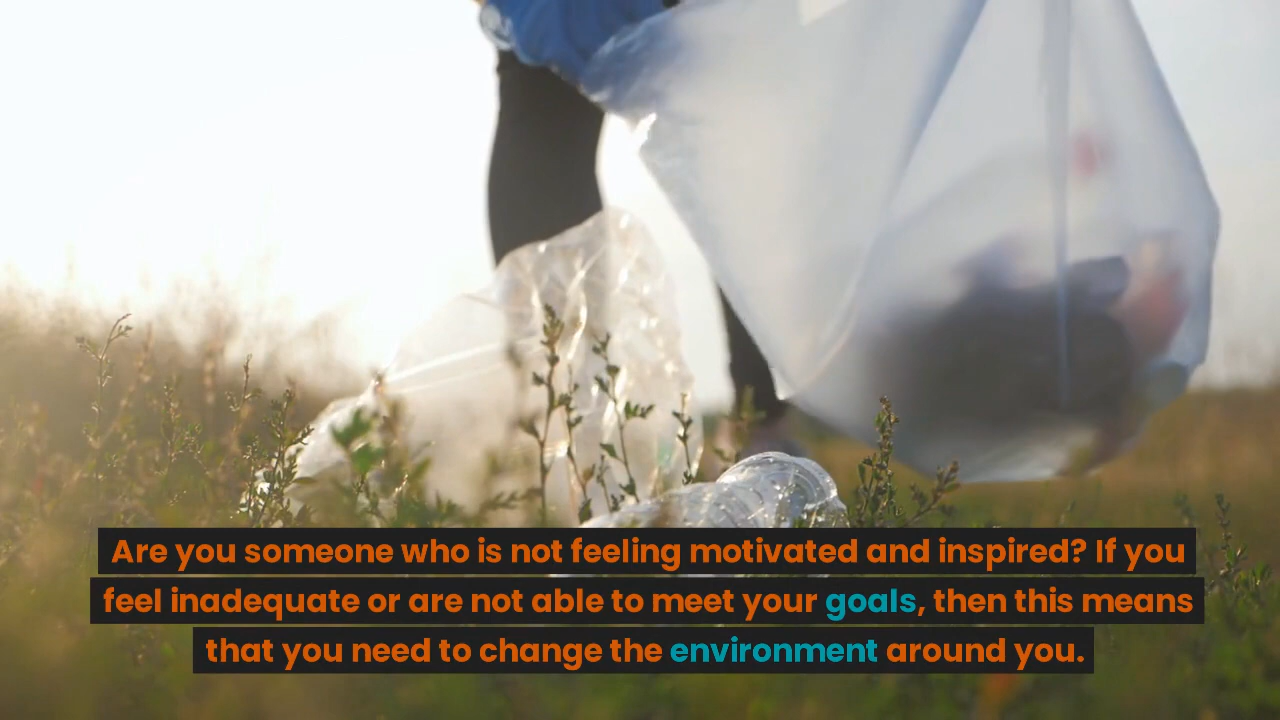 Are you someone who is not feeling motivated and inspired? If you
feel inadequate or are not able to meet your goals, then this means
that you need to change the environment around you.